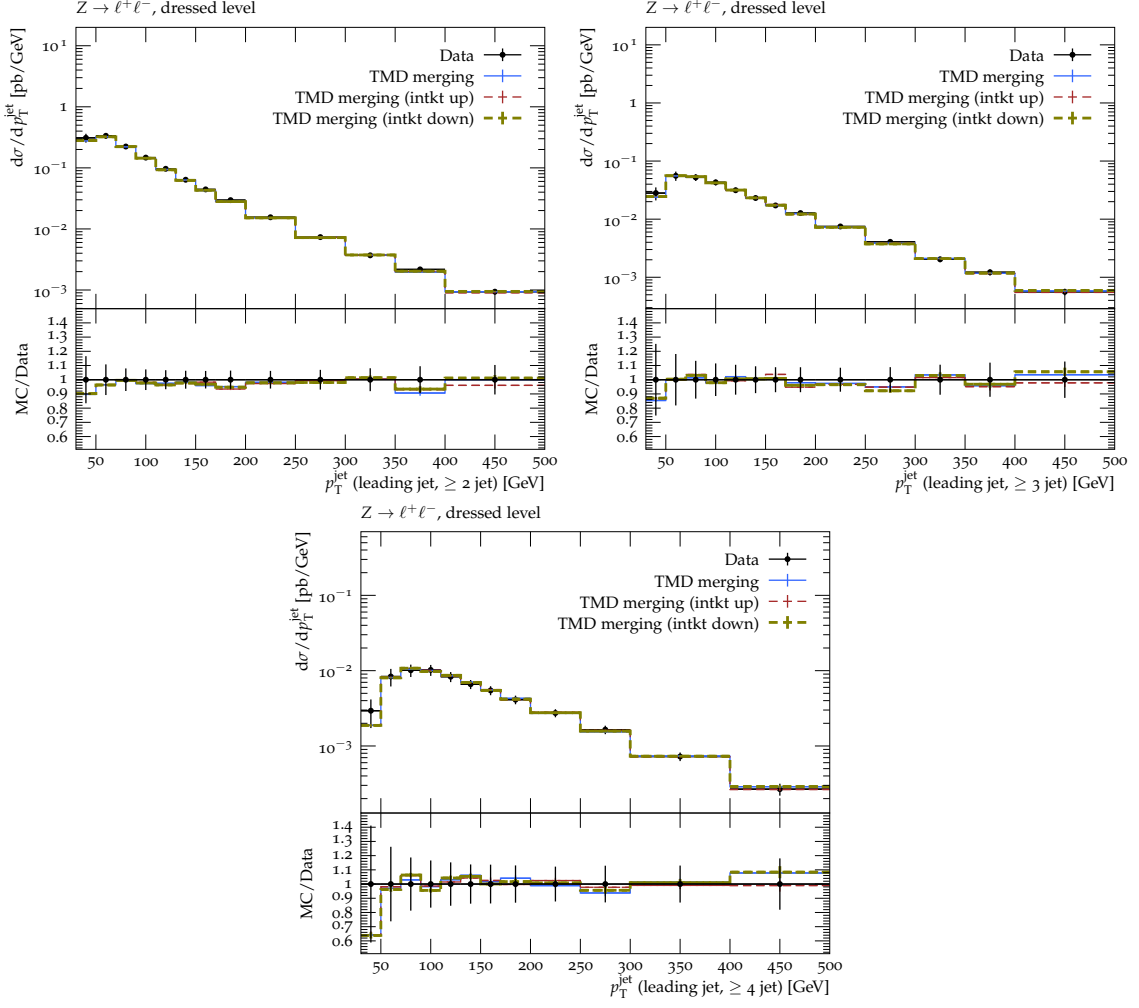 Z → ℓ⁺ℓ⁻, dressed level
dσ/dp_T^jet [pb/GeV]
10¹
1
10⁻¹
10⁻²
10⁻³
Data
TMD merging
TMD merging (intkt up)
TMD merging (intkt down)
MC/Data
1.4
1.3
1.2
1.1
1
0.9
0.8
0.7
0.6
50 100 150 200 250 300 350 400 450 500
p_T^jet (leading jet, ≥ 2 jet) [GeV]
Z → ℓ⁺ℓ⁻, dressed level
dσ/dp_T^jet [pb/GeV]
10¹
1
10⁻¹
10⁻²
10⁻³
Data
TMD merging
TMD merging (intkt up)
TMD merging (intkt down)
MC/Data
1.4
1.3
1.2
1.1
1
0.9
0.8
0.7
0.6
50 100 150 200 250 300 350 400 450 500
p_T^jet (leading jet, ≥ 3 jet) [GeV]
Z → ℓ⁺ℓ⁻, dressed level
dσ/dp_T^jet [pb/GeV]
10⁻¹
10⁻²
10⁻³
Data
TMD merging
TMD merging (intkt up)
TMD merging (intkt down)
MC/Data
1.4
1.3
1.2
1.1
1
0.9
0.8
0.7
0.6
50 100 150 200 250 300 350 400 450 500
p_T^jet (leading jet, ≥ 4 jet) [GeV]